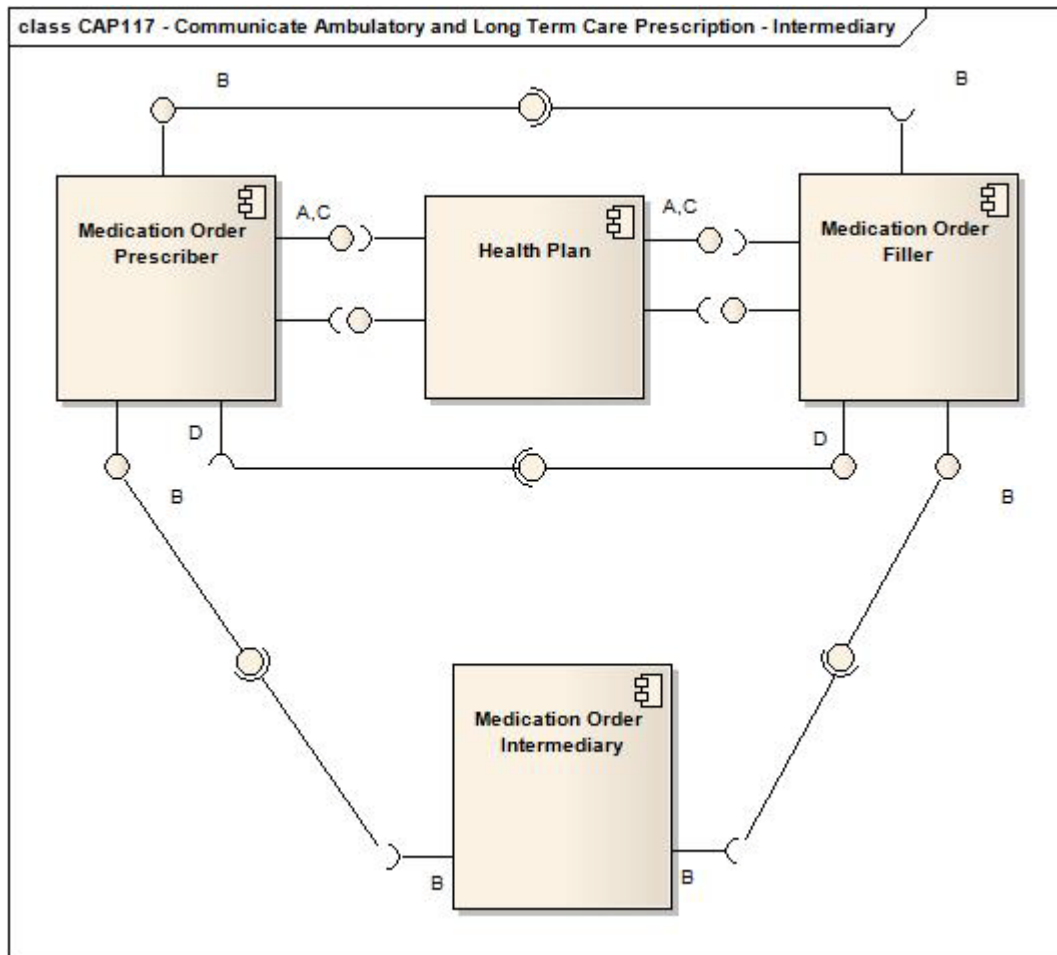 class CAP117 - Communicate Ambulatory and Long Term Care Prescription - Intermediary
B
B
Medication Order
Prescriber
A,C
Health Plan
A,C
Medication Order
Filler
D
D
B
B
Medication Order
Intermediary
B
B